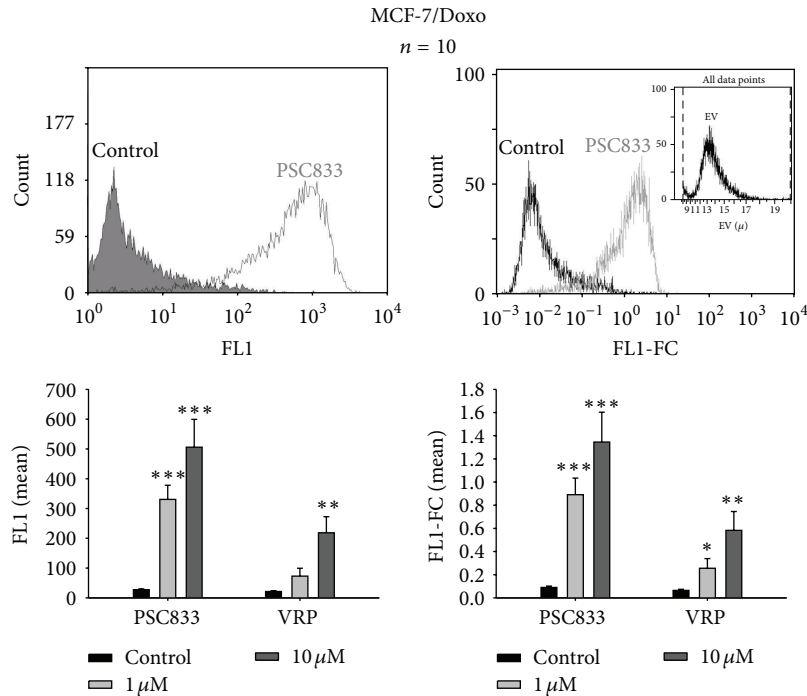 MCF-7/Doxo
n = 10
Count
177
118
59
0
Control
PSC833
10^0 10^1 10^2 10^3 10^4
FL1
Count
100
50
0
Control
PSC833
10^−3 10^−2 10^−1 10^0 10^1 10^2 10^3 10^4
FL1-FC
All data points
100
50
0
EV
9 11 13 15 17 19
EV (μ)
FL1 (mean)
700
600
500
400
300
200
100
0
***
***
**
PSC833 VRP
Control
1 μM
10 μM
FL1-FC (mean)
1.8
1.6
1.4
1.2
1.0
0.8
0.6
0.4
0.2
0.0
***
***
*
**
PSC833 VRP
Control
1 μM
10 μM